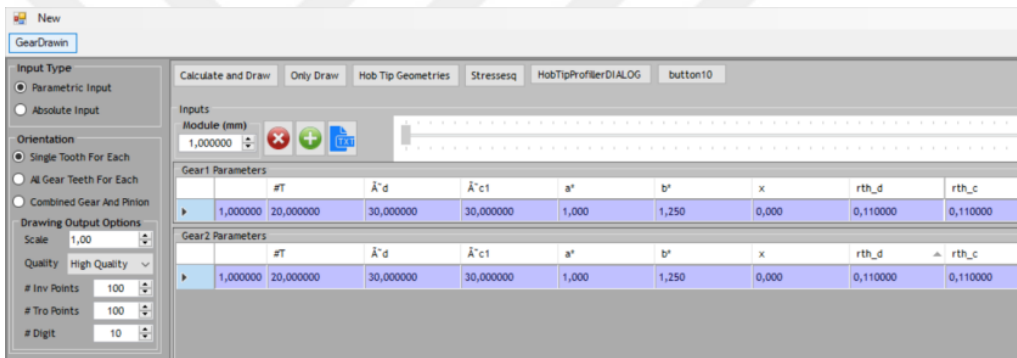 New
GearDrawin
Input Type
Parametric Input
Absolute Input
Orientation
Single Tooth For Each
All Gear Teeth For Each
Combined Gear And Pinion
Drawing Output Options
Scale 1,00
Quality High Quality
# Inv Points 100
# Tro Points 100
# Digit 10
Calculate and Draw Only Draw Hob Tip Geometries Stressesq HobTipProfilierDIALOG button10
Inputs
Module (mm)
1,000000
TXT
Gear1 Parameters
#T Ã˜d Ã˜c1 a* b* x rth_d rth_c
1,000000 20,000000 30,000000 30,000000 1,000 1,250 0,000 0,110000 0,110000
Gear2 Parameters
#T Ã˜d Ã˜c1 a* b* x rth_d rth_c
1,000000 20,000000 30,000000 30,000000 1,000 1,250 0,000 0,110000 0,110000